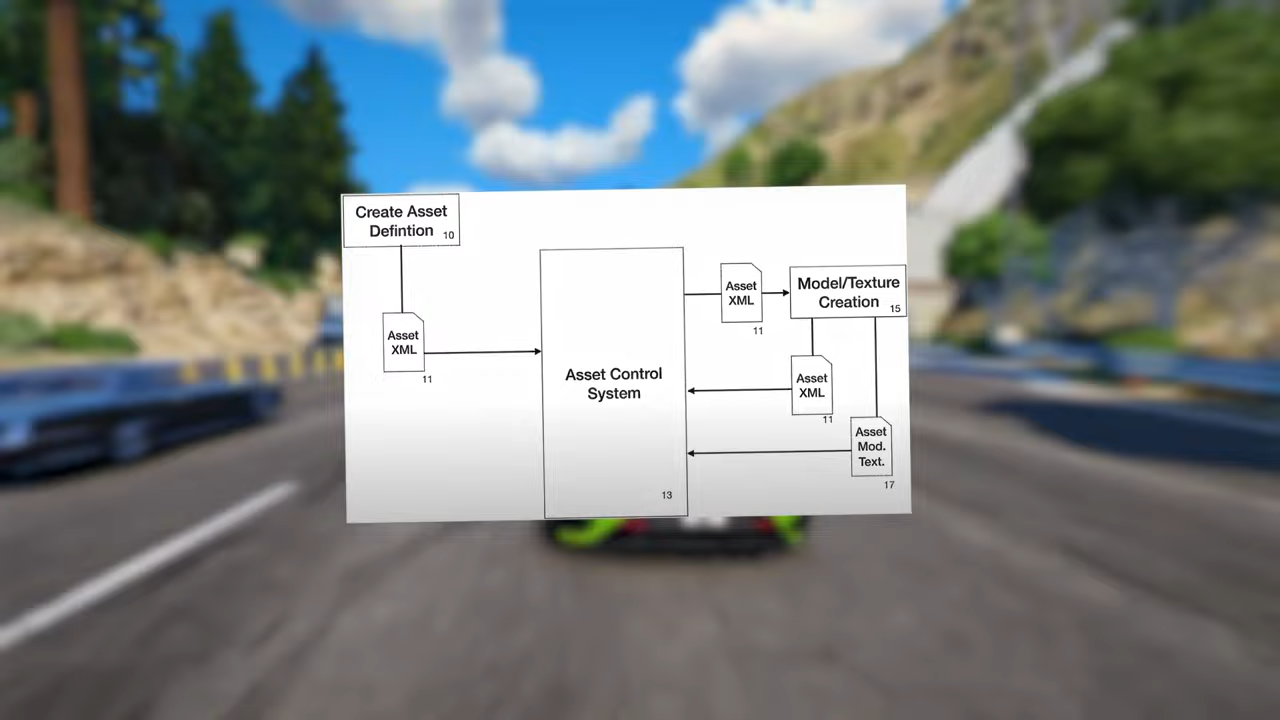 Create Asset
Defintion 10
Asset
XML
11
Asset Control
System
13
Asset
XML
11
Model/Texture
Creation 15
Asset
XML
11
Asset
Mod.
Text.
17